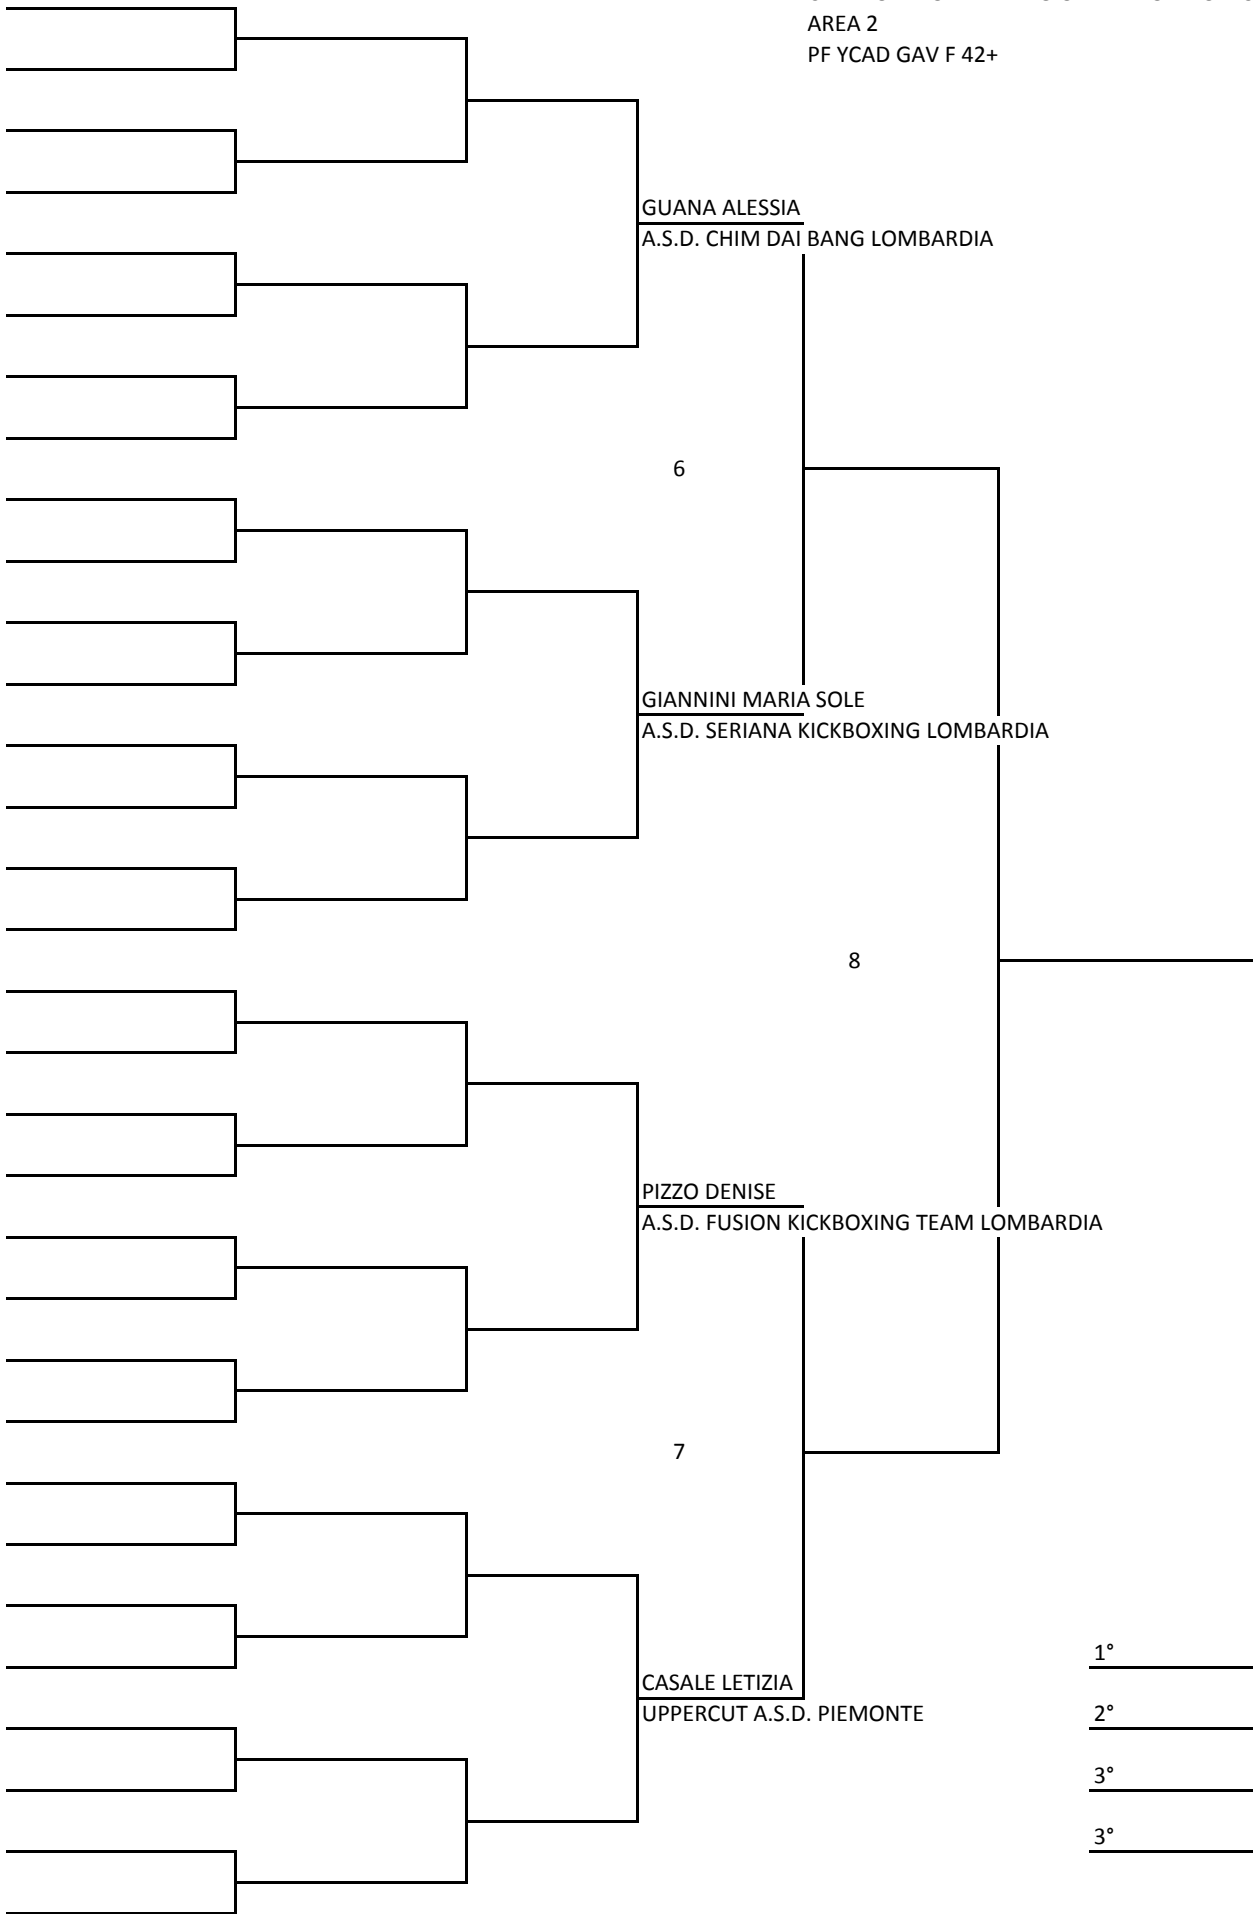 AREA 2
PF YCAD GAV F 42+
GUANA ALESSIA
A.S.D. CHIM DAI BANG LOMBARDIA
6
GIANNINI MARIA SOLE
A.S.D. SERIANA KICKBOXING LOMBARDIA
8
PIZZO DENISE
A.S.D. FUSION KICKBOXING TEAM LOMBARDIA
7
CASALE LETIZIA
UPPERCUT A.S.D. PIEMONTE
1°
2°
3°
3°